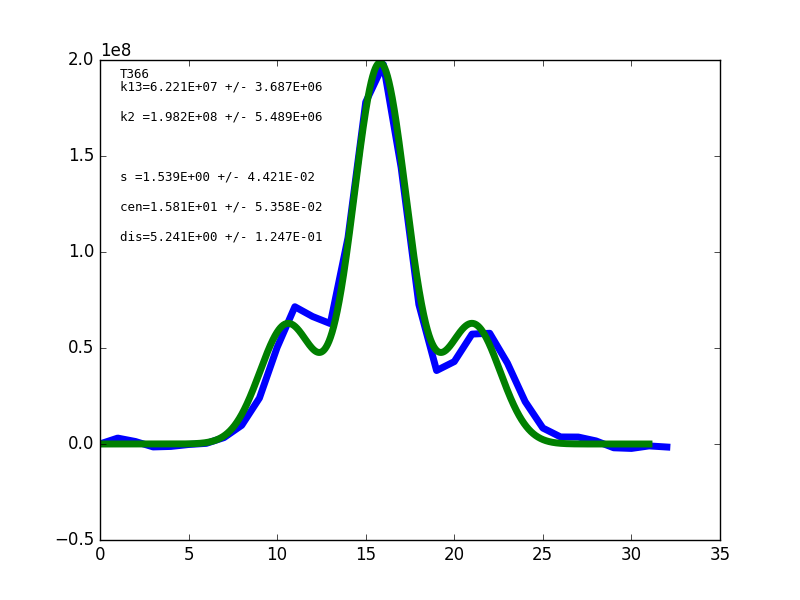 1e8
2.0
T366
k13=6.221E+07 +/- 3.687E+06
k2 =1.982E+08 +/- 5.489E+06
1.5
s =1.539E+00 +/- 4.421E-02
cen=1.581E+01 +/- 5.358E-02
dis=5.241E+00 +/- 1.247E-01
1.0
0.5
0.0
−0.5
0 5 10 15 20 25 30 35